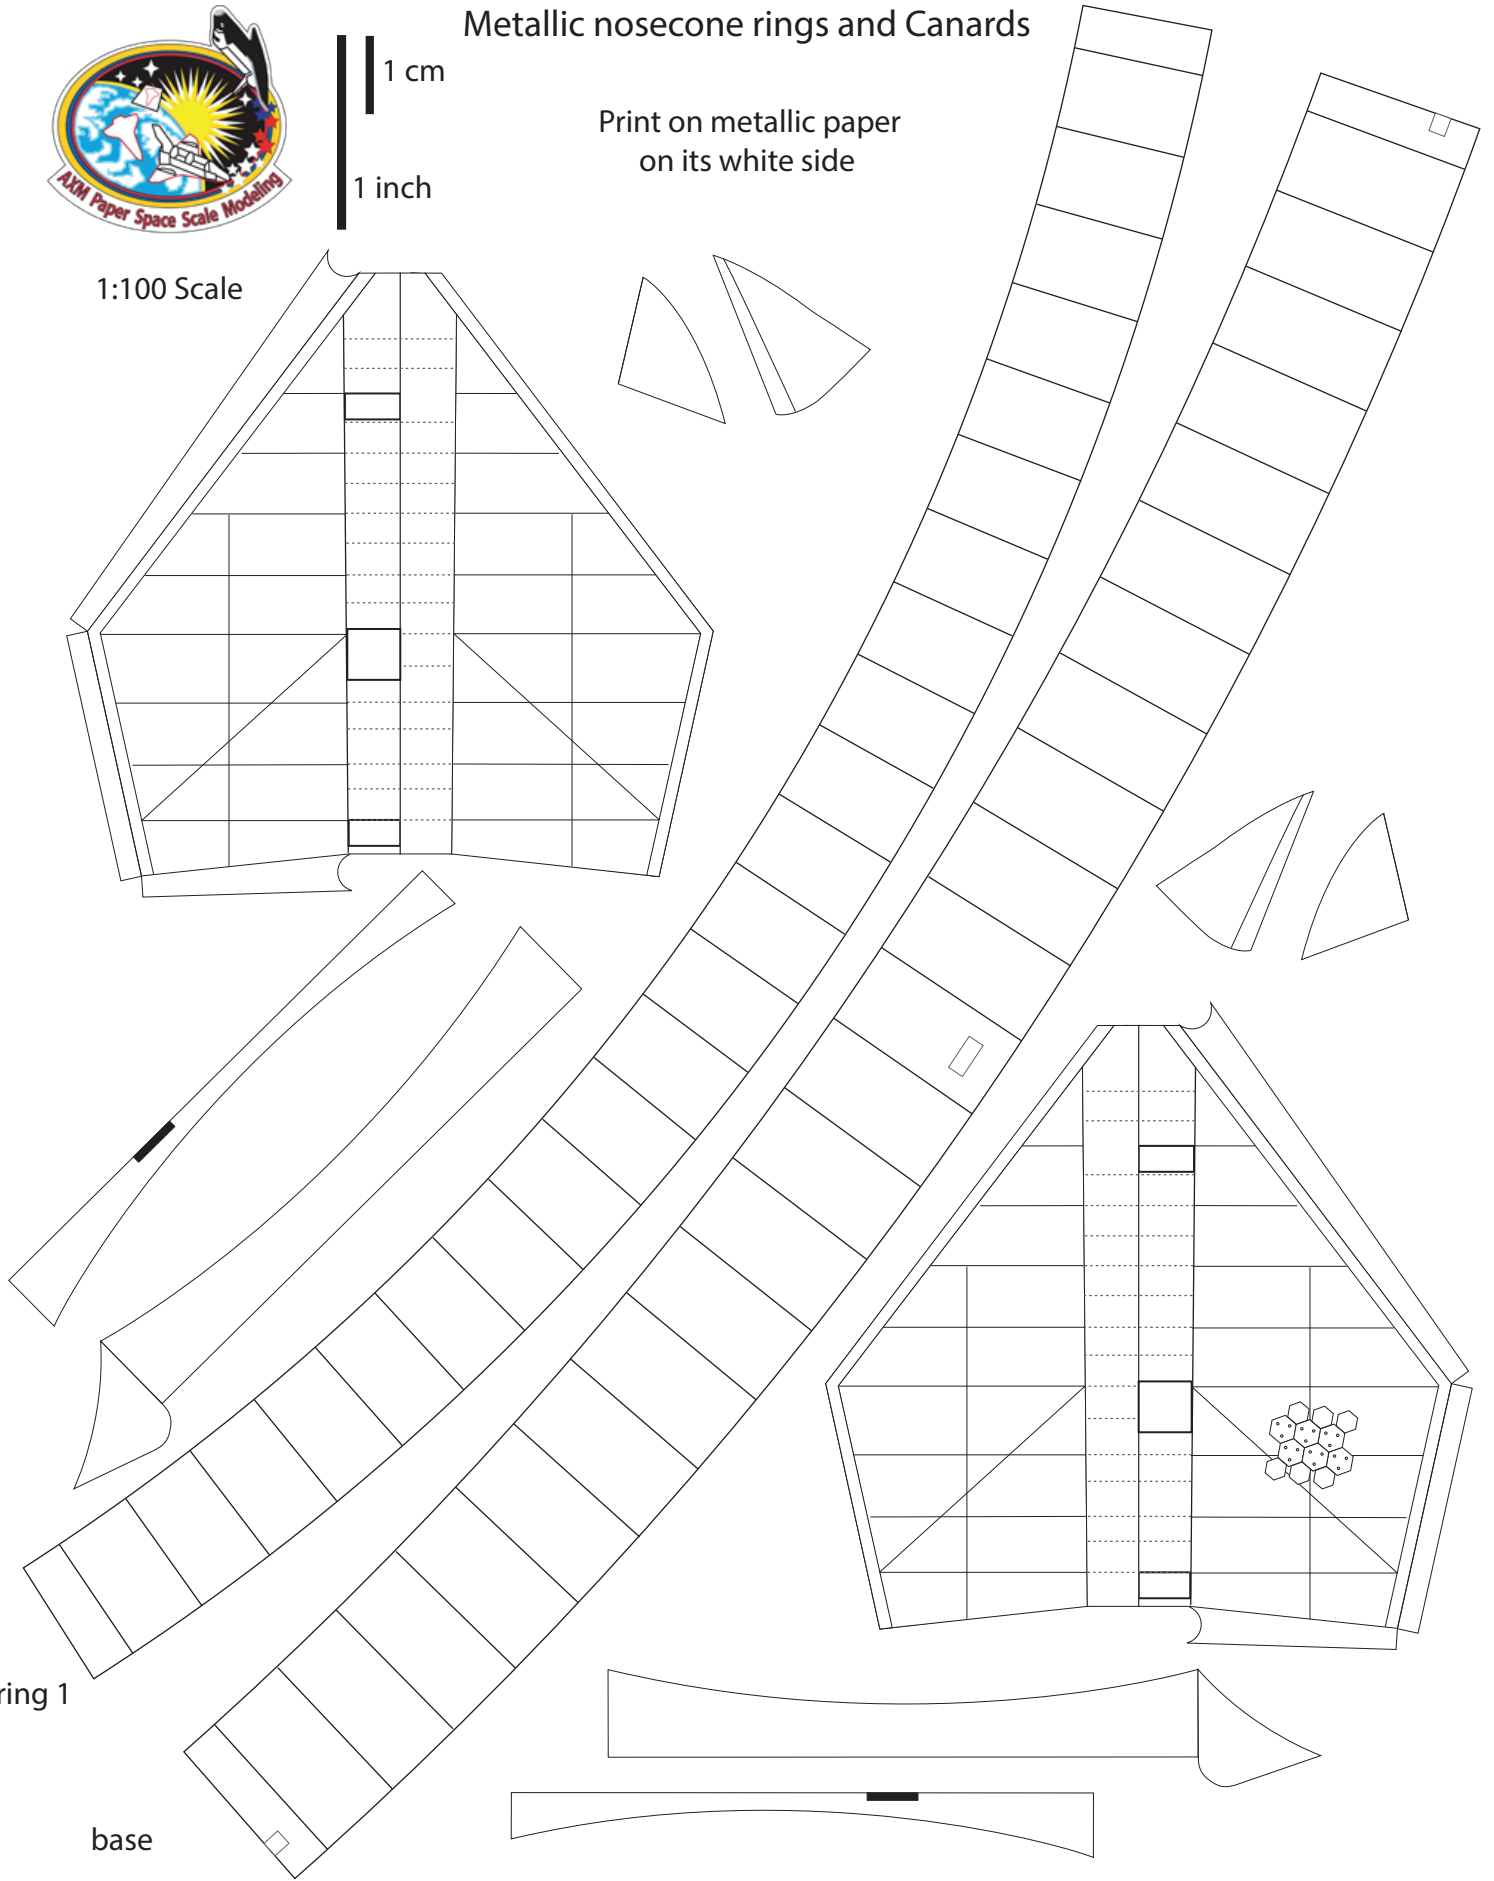 Metallic nosecone rings and Canards
1 cm
Print on metallic paper
on its white side
1 inch
AXM Paper Space Scale Modeling
1:100 Scale
ring 1
base